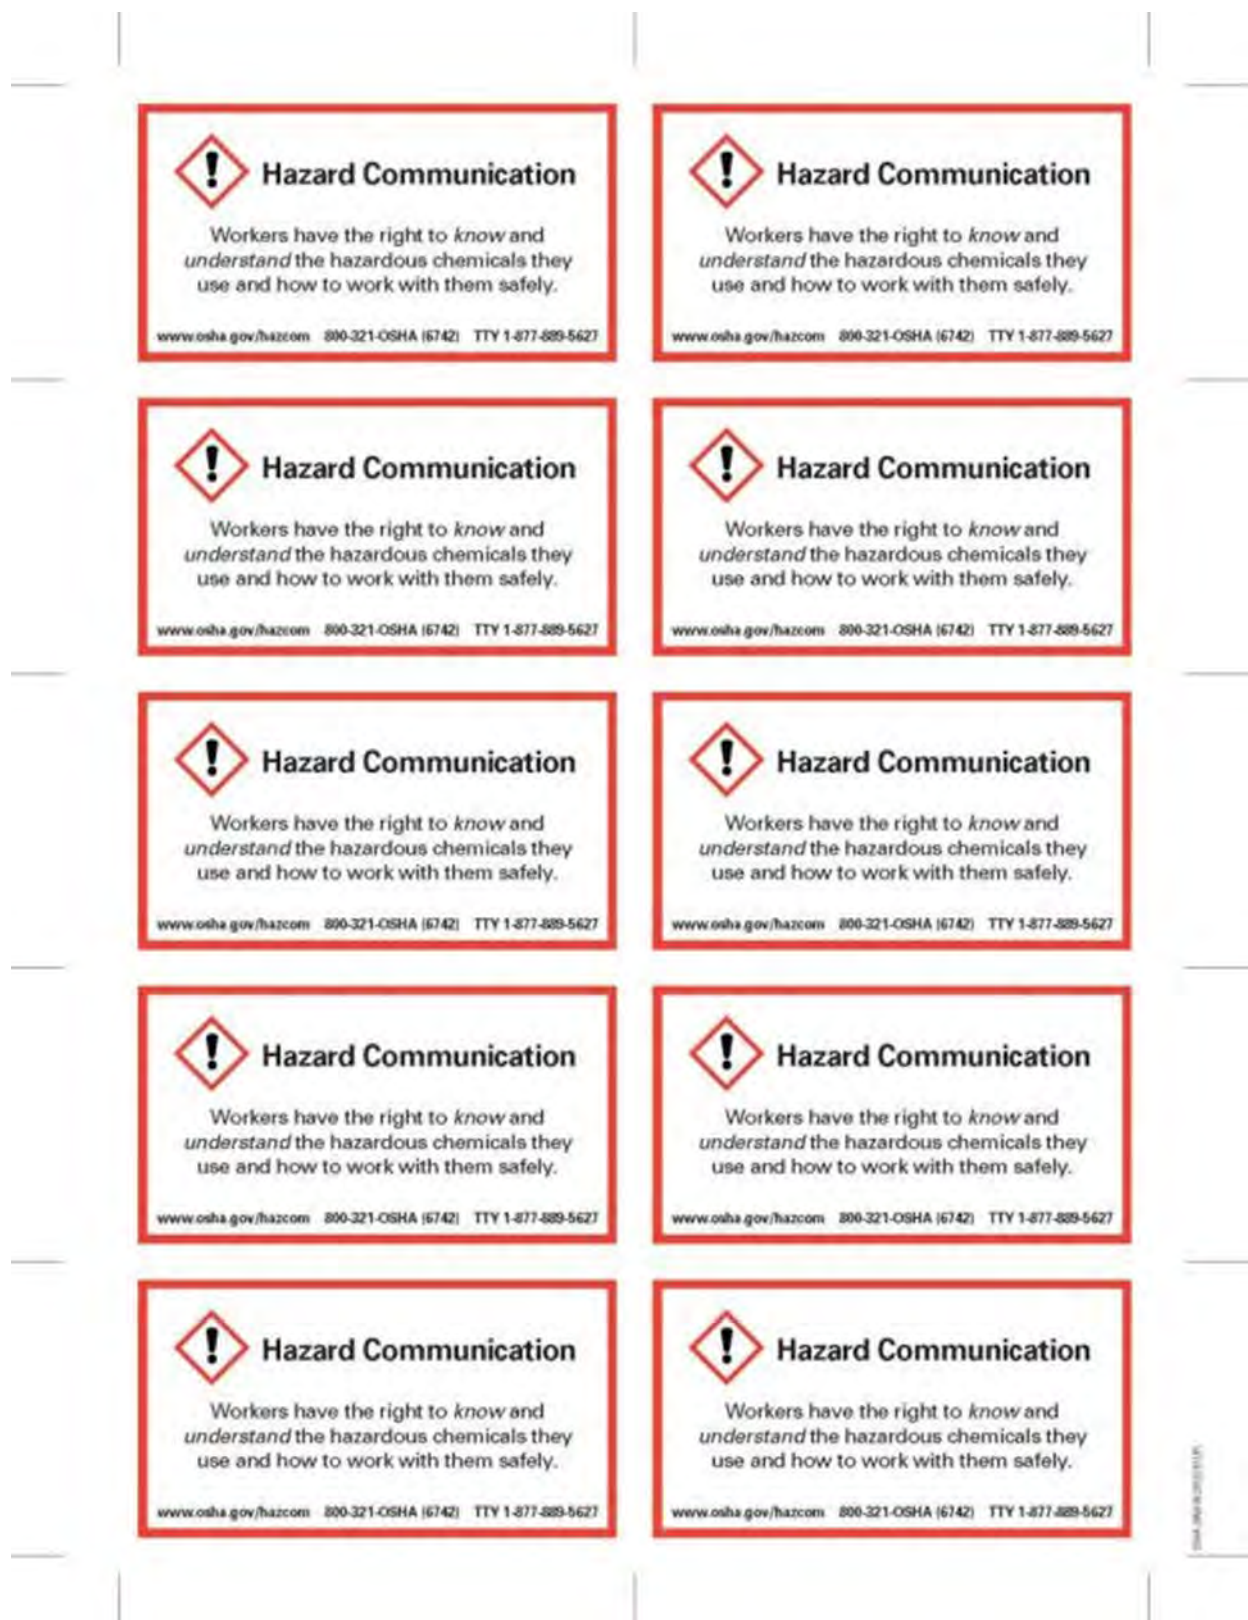 Hazard Communication
Workers have the right to know and
understand the hazardous chemicals they
use and how to work with them safely.
www.osha.gov/hazcom 800-321-OSHA (6742) TTY 1-877-889-5627
Hazard Communication
Workers have the right to know and
understand the hazardous chemicals they
use and how to work with them safely.
www.osha.gov/hazcom 800-321-OSHA (6742) TTY 1-877-889-5627
Hazard Communication
Workers have the right to know and
understand the hazardous chemicals they
use and how to work with them safely.
www.osha.gov/hazcom 800-321-OSHA (6742) TTY 1-877-889-5627
Hazard Communication
Workers have the right to know and
understand the hazardous chemicals they
use and how to work with them safely.
www.osha.gov/hazcom 800-321-OSHA (6742) TTY 1-877-889-5627
Hazard Communication
Workers have the right to know and
understand the hazardous chemicals they
use and how to work with them safely.
www.osha.gov/hazcom 800-321-OSHA (6742) TTY 1-877-889-5627
Hazard Communication
Workers have the right to know and
understand the hazardous chemicals they
use and how to work with them safely.
www.osha.gov/hazcom 800-321-OSHA (6742) TTY 1-877-889-5627
Hazard Communication
Workers have the right to know and
understand the hazardous chemicals they
use and how to work with them safely.
www.osha.gov/hazcom 800-321-OSHA (6742) TTY 1-877-889-5627
Hazard Communication
Workers have the right to know and
understand the hazardous chemicals they
use and how to work with them safely.
www.osha.gov/hazcom 800-321-OSHA (6742) TTY 1-877-889-5627
Hazard Communication
Workers have the right to know and
understand the hazardous chemicals they
use and how to work with them safely.
www.osha.gov/hazcom 800-321-OSHA (6742) TTY 1-877-889-5627
Hazard Communication
Workers have the right to know and
understand the hazardous chemicals they
use and how to work with them safely.
www.osha.gov/hazcom 800-321-OSHA (6742) TTY 1-877-889-5627